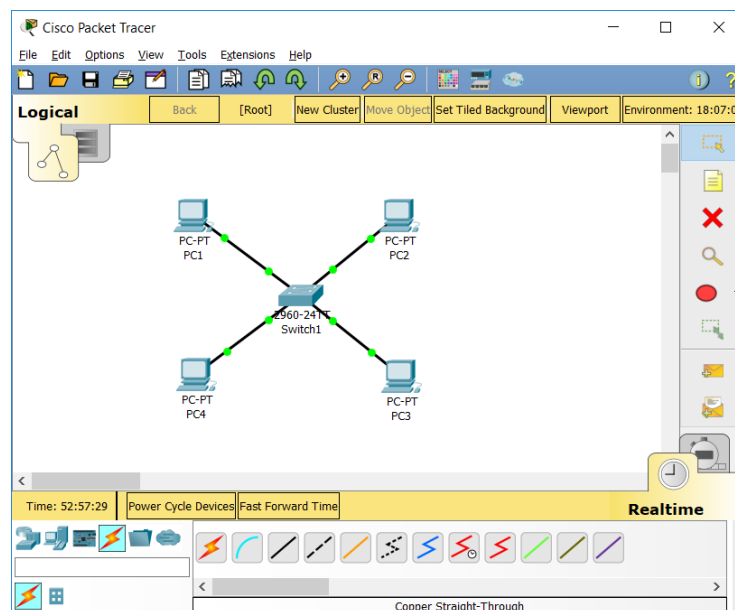 Cisco Packet Tracer
File Edit Options View Tools Extensions Help
Logical Back [Root] New Cluster Move Object Set Tiled Background Viewport Environment: 18:07:0
PC-PT
PC1
PC-PT
PC2
2960-24TT
Switch1
PC-PT
PC4
PC-PT
PC3
Time: 52:57:29 Power Cycle Devices Fast Forward Time Realtime
Copper Straight-Through